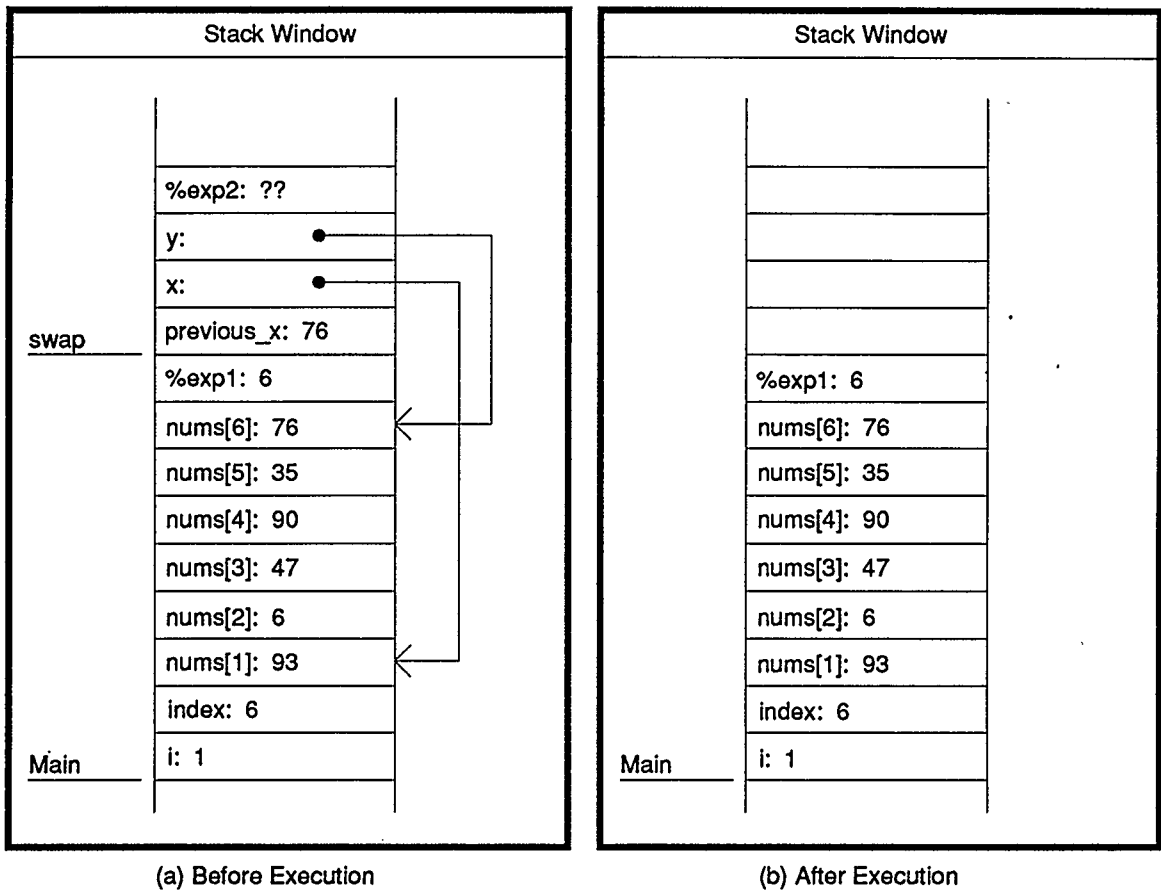 Stack Window
%exp2: ??
y:
x:
previous_x: 76
swap
%exp1: 6
nums[6]: 76
nums[5]: 35
nums[4]: 90
nums[3]: 47
nums[2]: 6
nums[1]: 93
index: 6
i: 1
Main
(a) Before Execution
Stack Window
%exp1: 6
nums[6]: 76
nums[5]: 35
nums[4]: 90
nums[3]: 47
nums[2]: 6
nums[1]: 93
index: 6
i: 1
Main
(b) After Execution